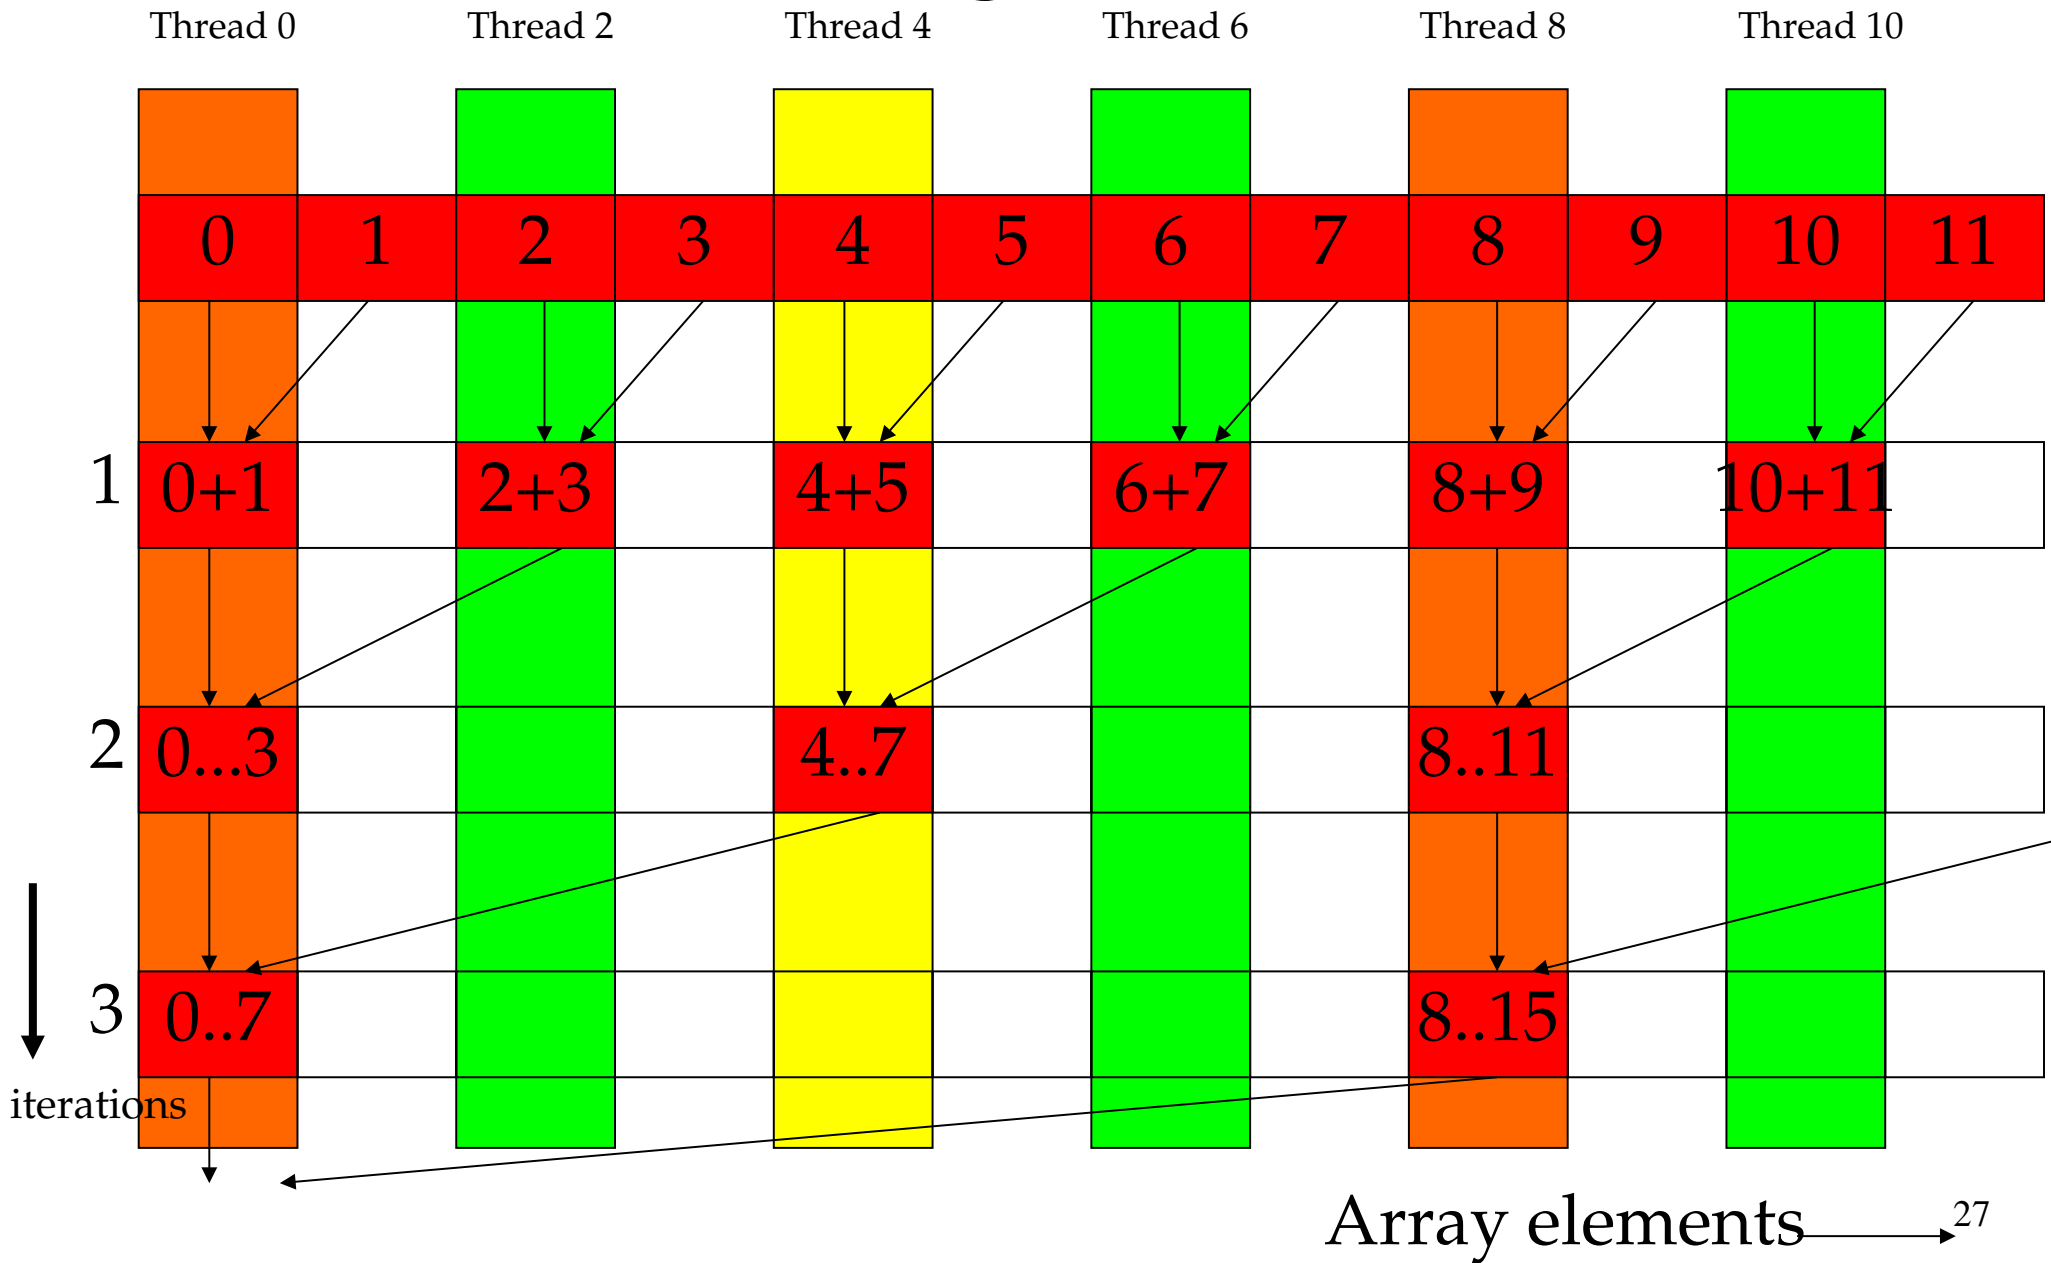 Thread 0 Thread 2 Thread 4 Thread 6 Thread 8 Thread 10
0 1 2 3 4 5 6 7 8 9 10 11
1 0+1 2+3 4+5 6+7 8+9 10+11
2 0...3 4..7 8..11
3 0..7 8..15
iterations
Array elements 27